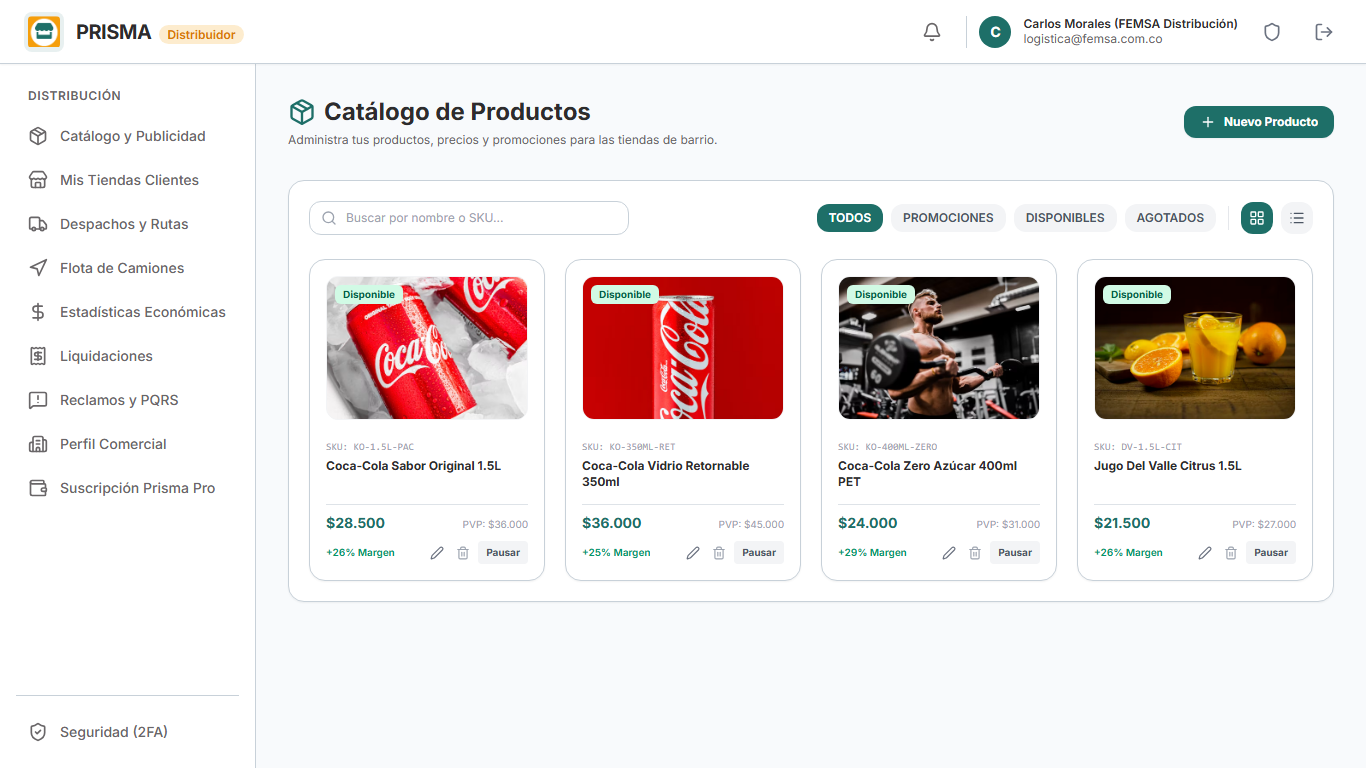 PRISMA Distribuidor
C
Carlos Morales (FEMSA Distribución)
logistica@femsa.com.co
DISTRIBUCIÓN
Catálogo y Publicidad
Mis Tiendas Clientes
Despachos y Rutas
Flota de Camiones
Estadísticas Económicas
Liquidaciones
Reclamos y PQRS
Perfil Comercial
Suscripción Prisma Pro
Seguridad (2FA)
Catálogo de Productos
Administra tus productos, precios y promociones para las tiendas de barrio.
Nuevo Producto
Buscar por nombre o SKU...
TODOS
PROMOCIONES
DISPONIBLES
AGOTADOS
Disponible
Coca-Cola
SKU: KO-1.5L-PAC
Coca-Cola Sabor Original 1.5L
$28.500
PVP: $36.000
+26% Margen
Pausar
Disponible
Coca-Cola
SKU: KO-350ML-RET
Coca-Cola Vidrio Retornable
350ml
$36.000
PVP: $45.000
+25% Margen
Pausar
Disponible
SKU: KO-400ML-ZERO
Coca-Cola Zero Azúcar 400ml
PET
$24.000
PVP: $31.000
+29% Margen
Pausar
Disponible
SKU: DV-1.5L-CIT
Jugo Del Valle Citrus 1.5L
$21.500
PVP: $27.000
+26% Margen
Pausar